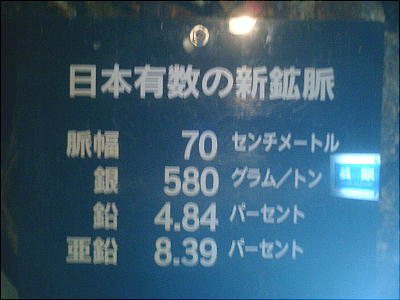 日本有数の新鉱脈
脈幅 70 センチメートル
銀 580 グラム/トン
鉛 4.84 パーセント
亜鉛 8.39 パーセント